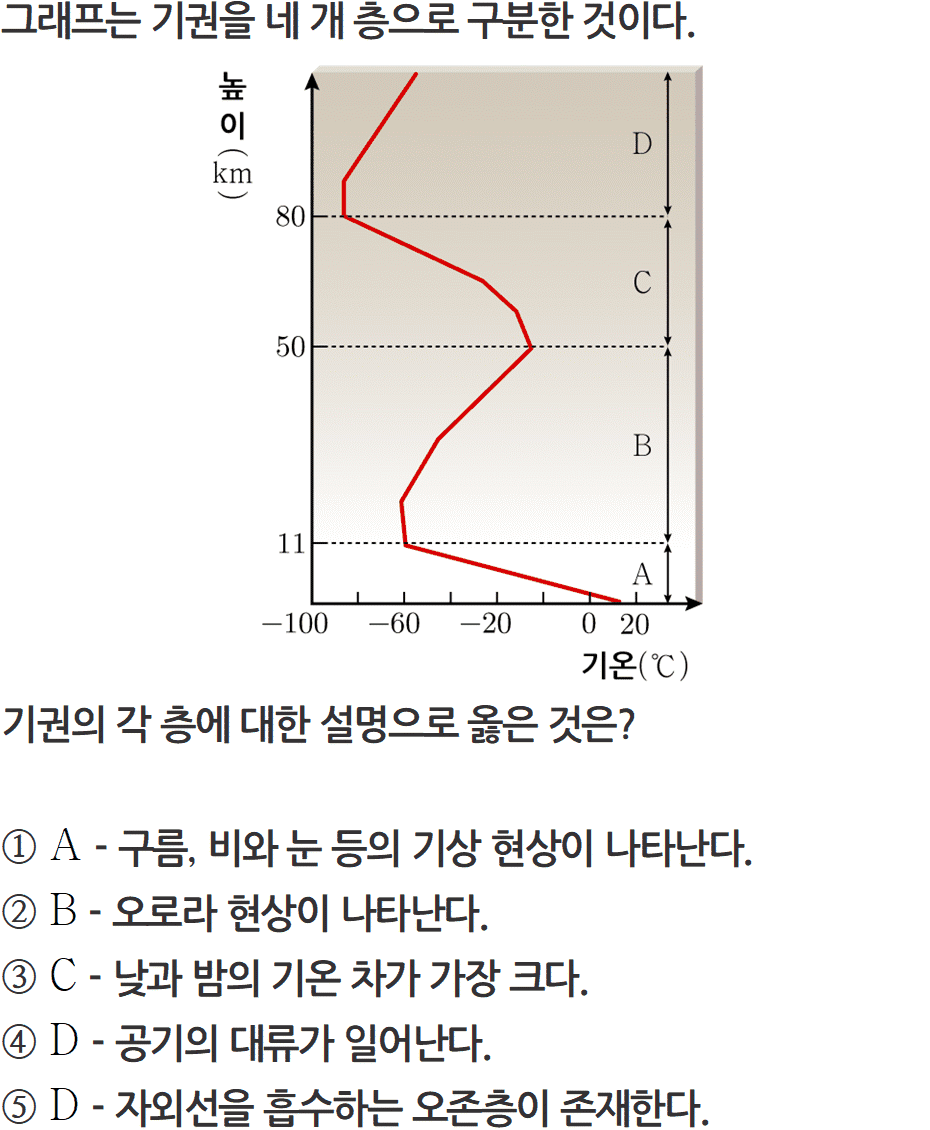 그래프는 기권을 네 개 층으로 구분한 것이다.
높이(km)
D
80
C
50
B
11
A
−100 −60 −20 0 20
기온(℃)
기권의 각 층에 대한 설명으로 옳은 것은?
① A - 구름, 비와 눈 등의 기상 현상이 나타난다.
② B - 오로라 현상이 나타난다.
③ C - 낮과 밤의 기온 차가 가장 크다.
④ D - 공기의 대류가 일어난다.
⑤ D - 자외선을 흡수하는 오존층이 존재한다.